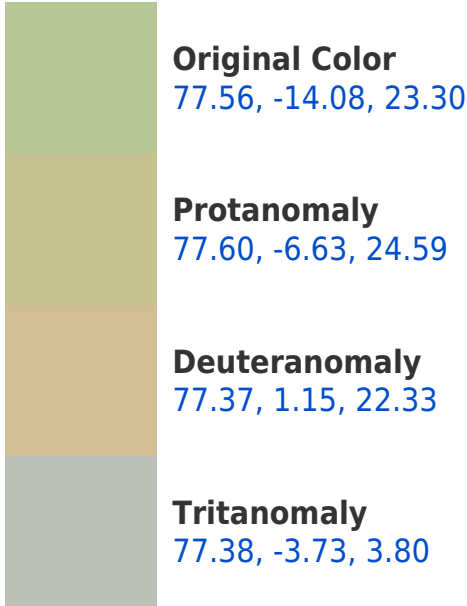 Original Color
77.56, -14.08, 23.30
Protanomaly
77.60, -6.63, 24.59
Deuteranomaly
77.37, 1.15, 22.33
Tritanomaly
77.38, -3.73, 3.80